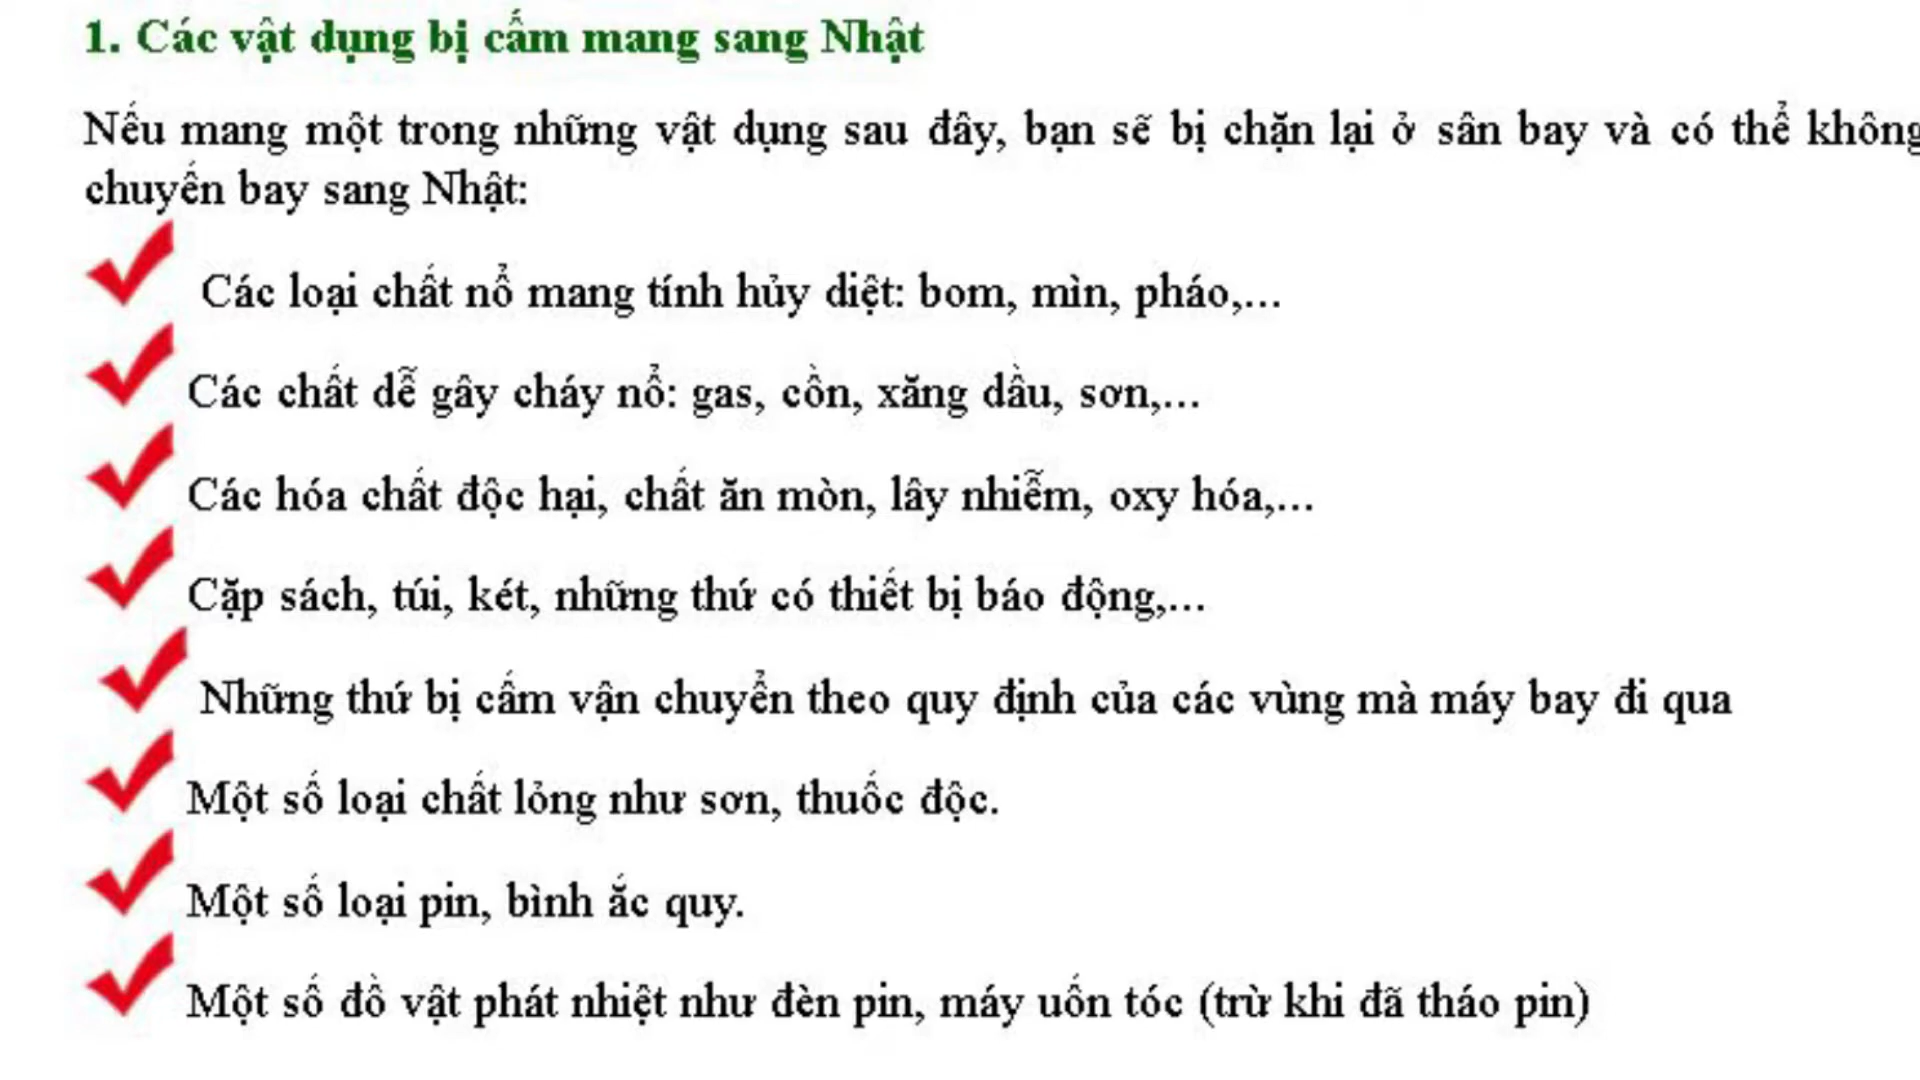 1. Các vật dụng bị cấm mang sang Nhật
Nếu mang một trong những vật dụng sau đây, bạn sẽ bị chặn lại ở sân bay và có thể không
chuyến bay sang Nhật:
Các loại chất nổ mang tính hủy diệt: bom, mìn, pháo,...
Các chất dễ gây cháy nổ: gas, cồn, xăng dầu, sơn,...
Các hóa chất độc hại, chất ăn mòn, lây nhiễm, oxy hóa,...
Cặp sách, túi, két, những thứ có thiết bị báo động,...
Những thứ bị cấm vận chuyển theo quy định của các vùng mà máy bay đi qua
Một số loại chất lỏng như sơn, thuốc độc.
Một số loại pin, bình ắc quy.
Một số đồ vật phát nhiệt như đèn pin, máy uốn tóc (trừ khi đã tháo pin)